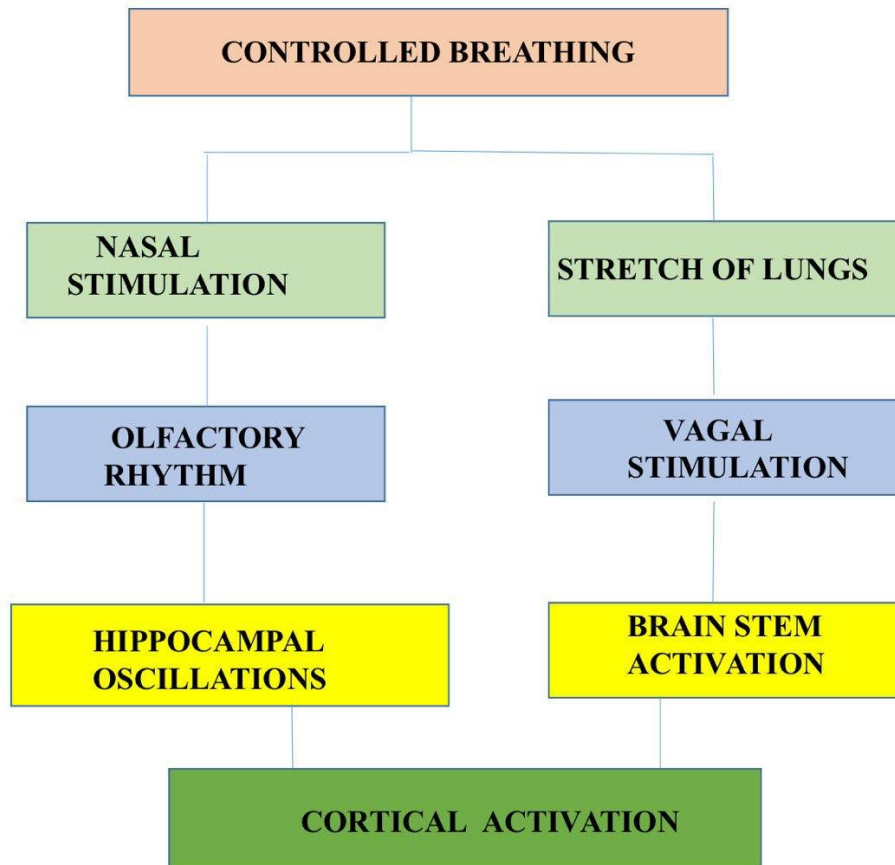 CONTROLLED BREATHING
NASAL
STIMULATION
STRETCH OF LUNGS
OLFACTORY
RHYTHM
VAGAL
STIMULATION
HIPPOCAMPAL
OSCILLATIONS
BRAIN STEM
ACTIVATION
CORTICAL ACTIVATION